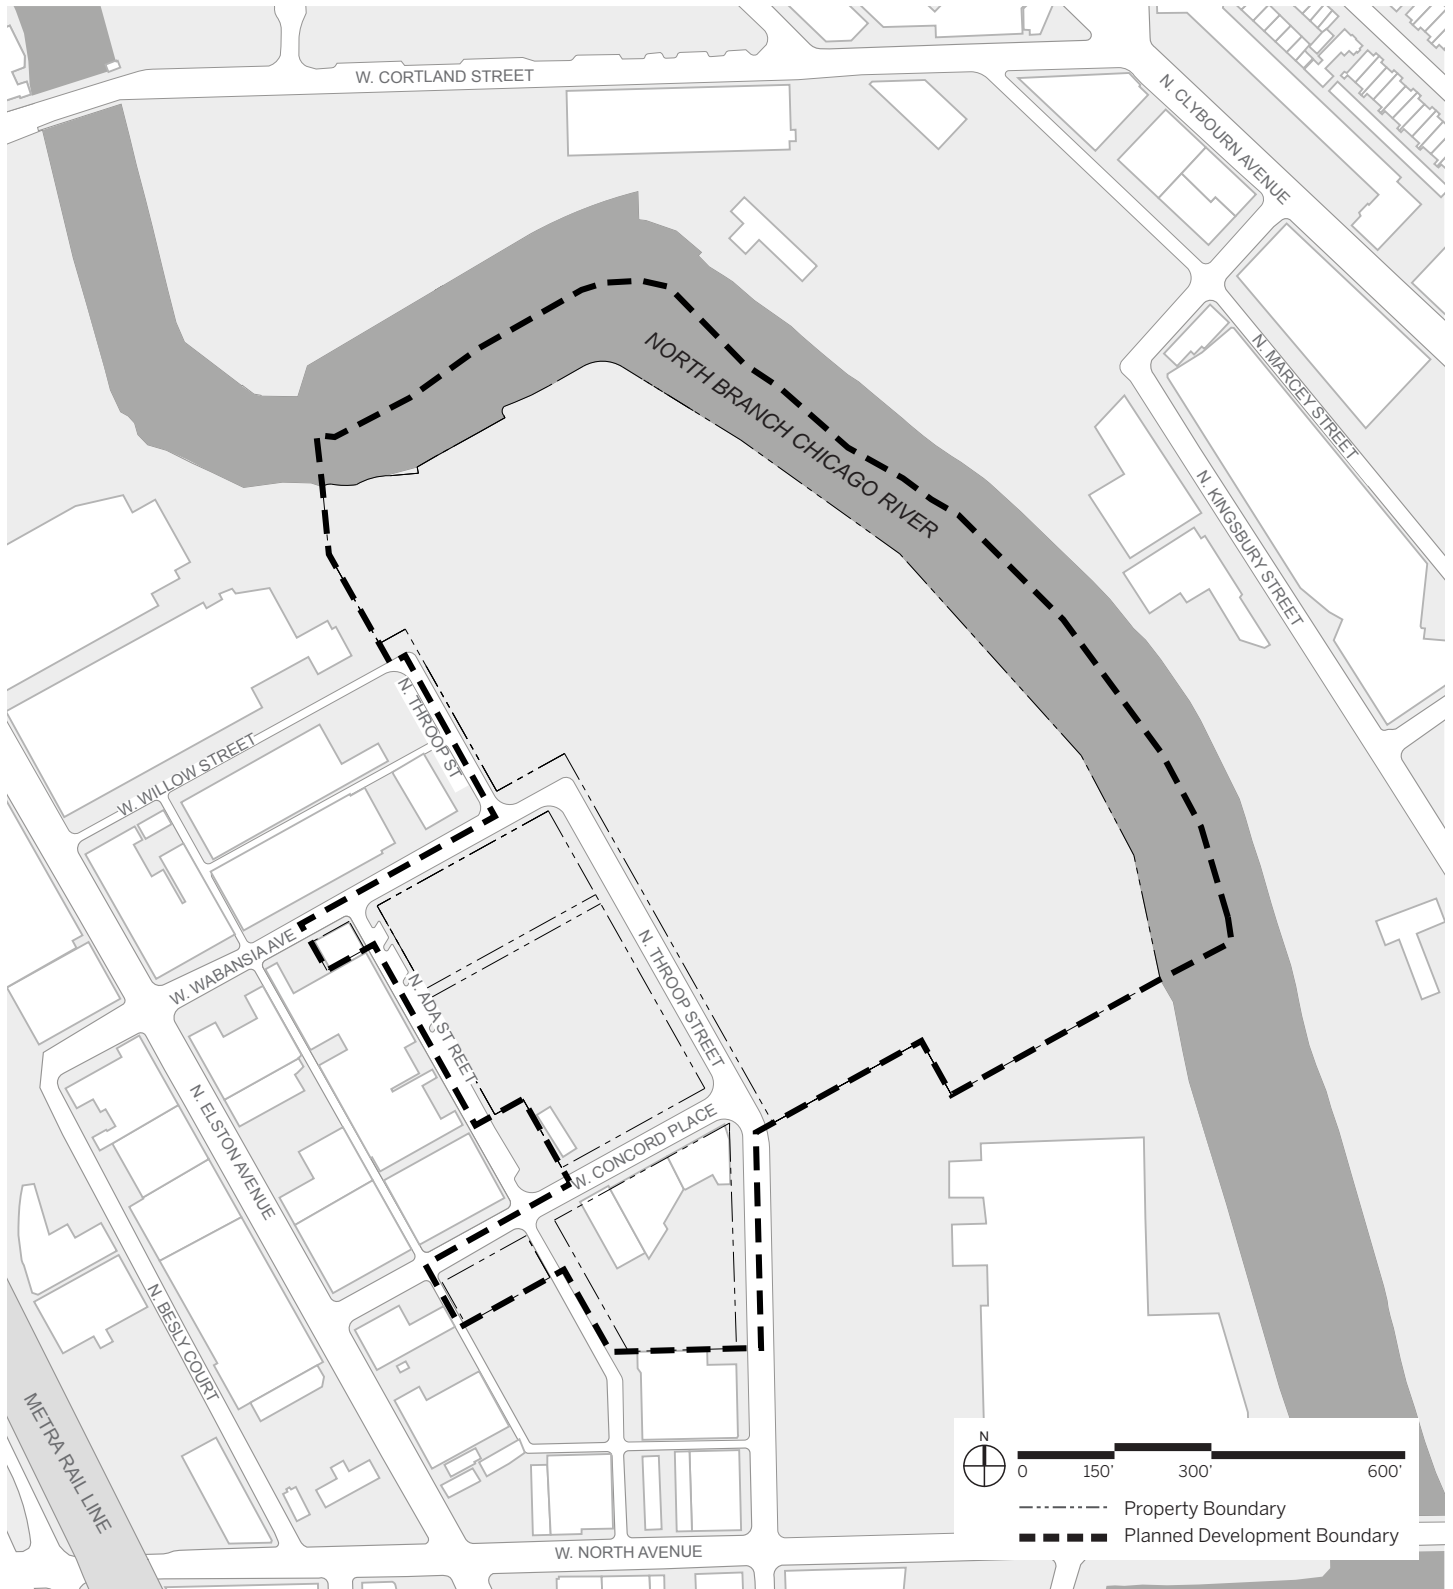 W. CORTLAND STREET
N. CLYBOURN AVENUE
NORTH BRANCH CHICAGO RIVER
N. MARCEY STREET
N. KINGSBURY STREET
N. THROOP ST
W. WILLOW STREET
W. WABANSIA AVE
N. THROOP STREET
N. ADA ST REET
N. ELSTON AVENUE
W. CONCORD PLACE
N. BESLY COURT
METRA RAIL LINE
W. NORTH AVENUE
N
0 150' 300' 600'
Property Boundary
Planned Development Boundary